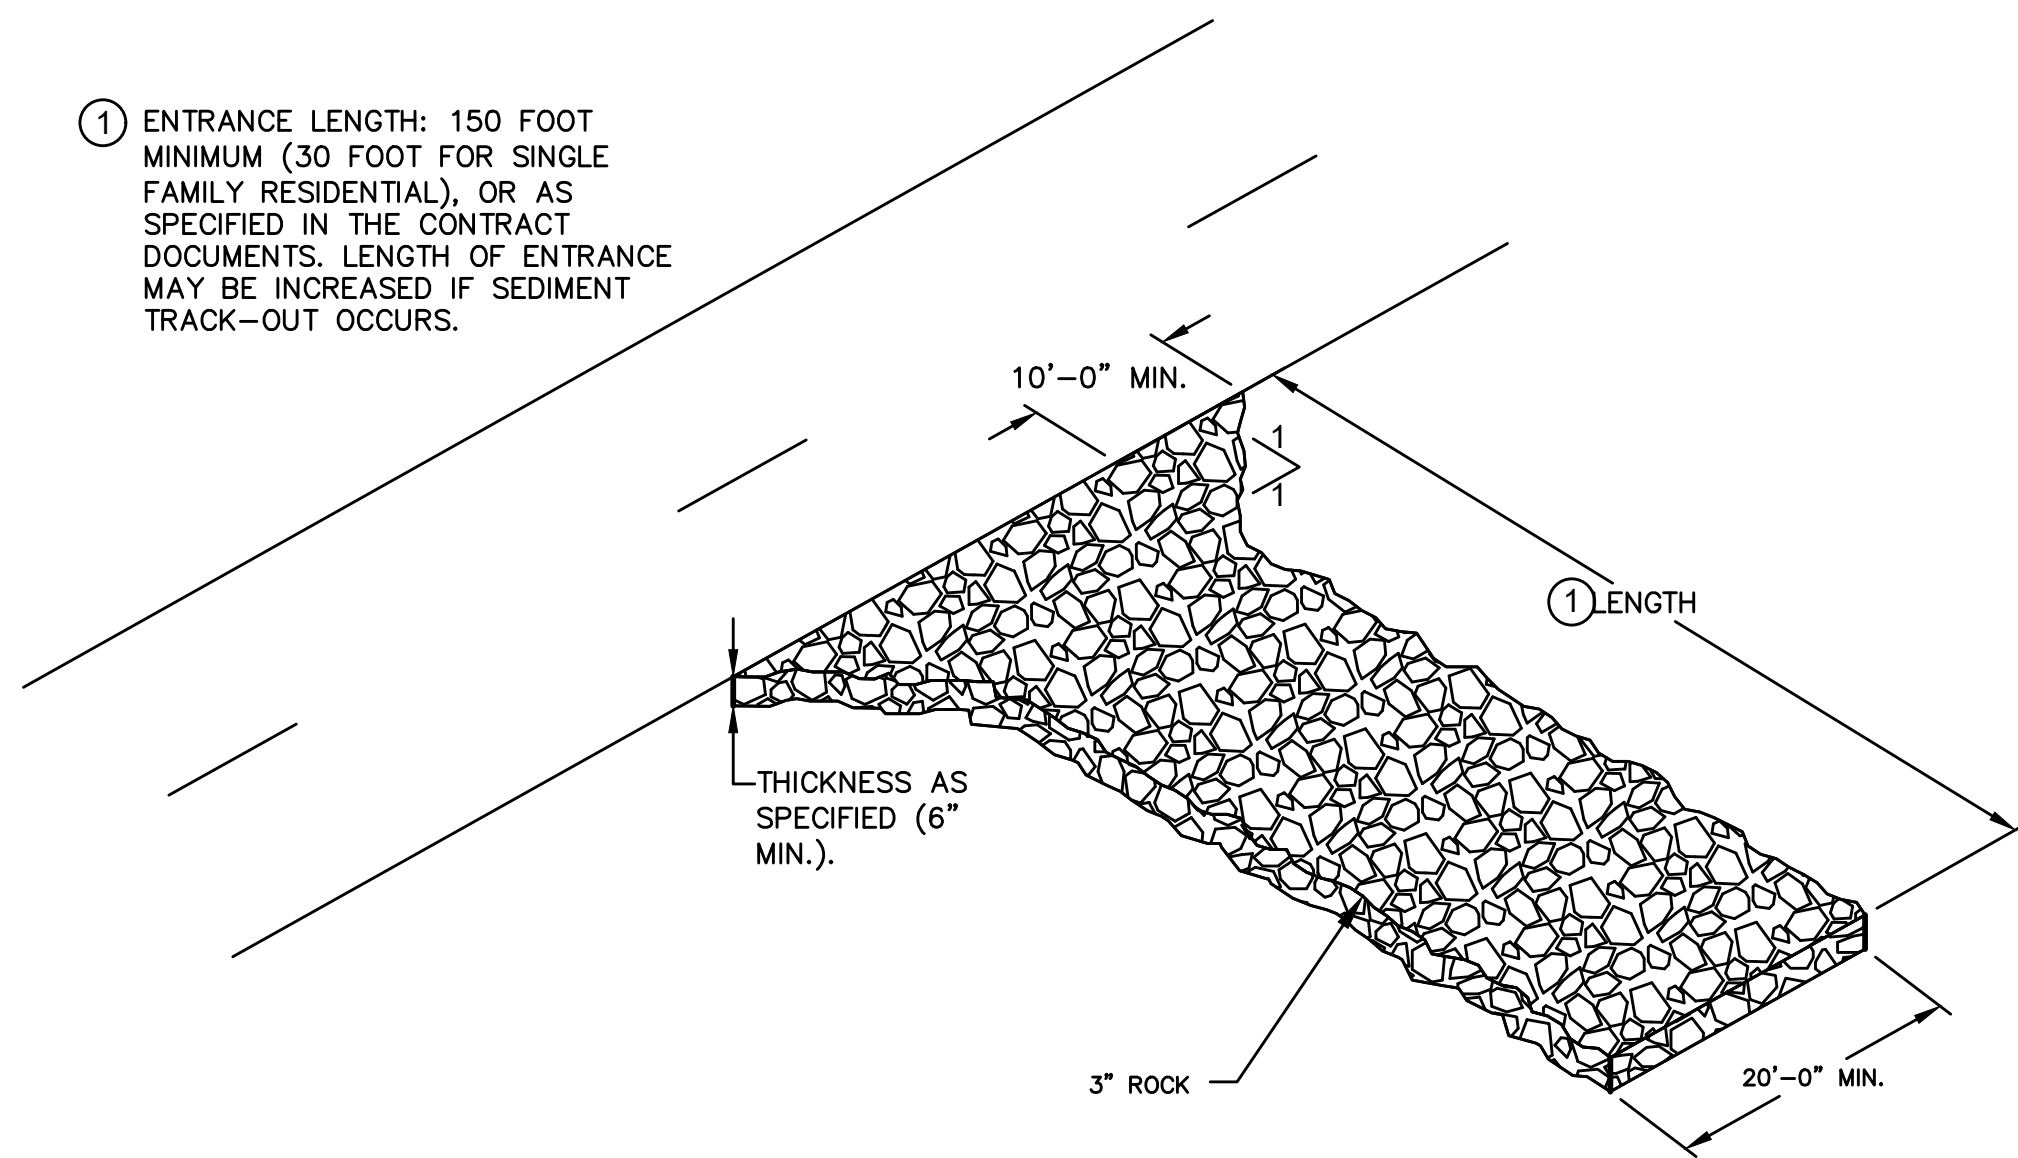 1 ENTRANCE LENGTH: 150 FOOT
MINIMUM (30 FOOT FOR SINGLE
FAMILY RESIDENTIAL), OR AS
SPECIFIED IN THE CONTRACT
DOCUMENTS. LENGTH OF ENTRANCE
MAY BE INCREASED IF SEDIMENT
TRACK-OUT OCCURS.
10'-0" MIN.
1
1
1 LENGTH
THICKNESS AS
SPECIFIED (6"
MIN.).
3" ROCK
20'-0" MIN.